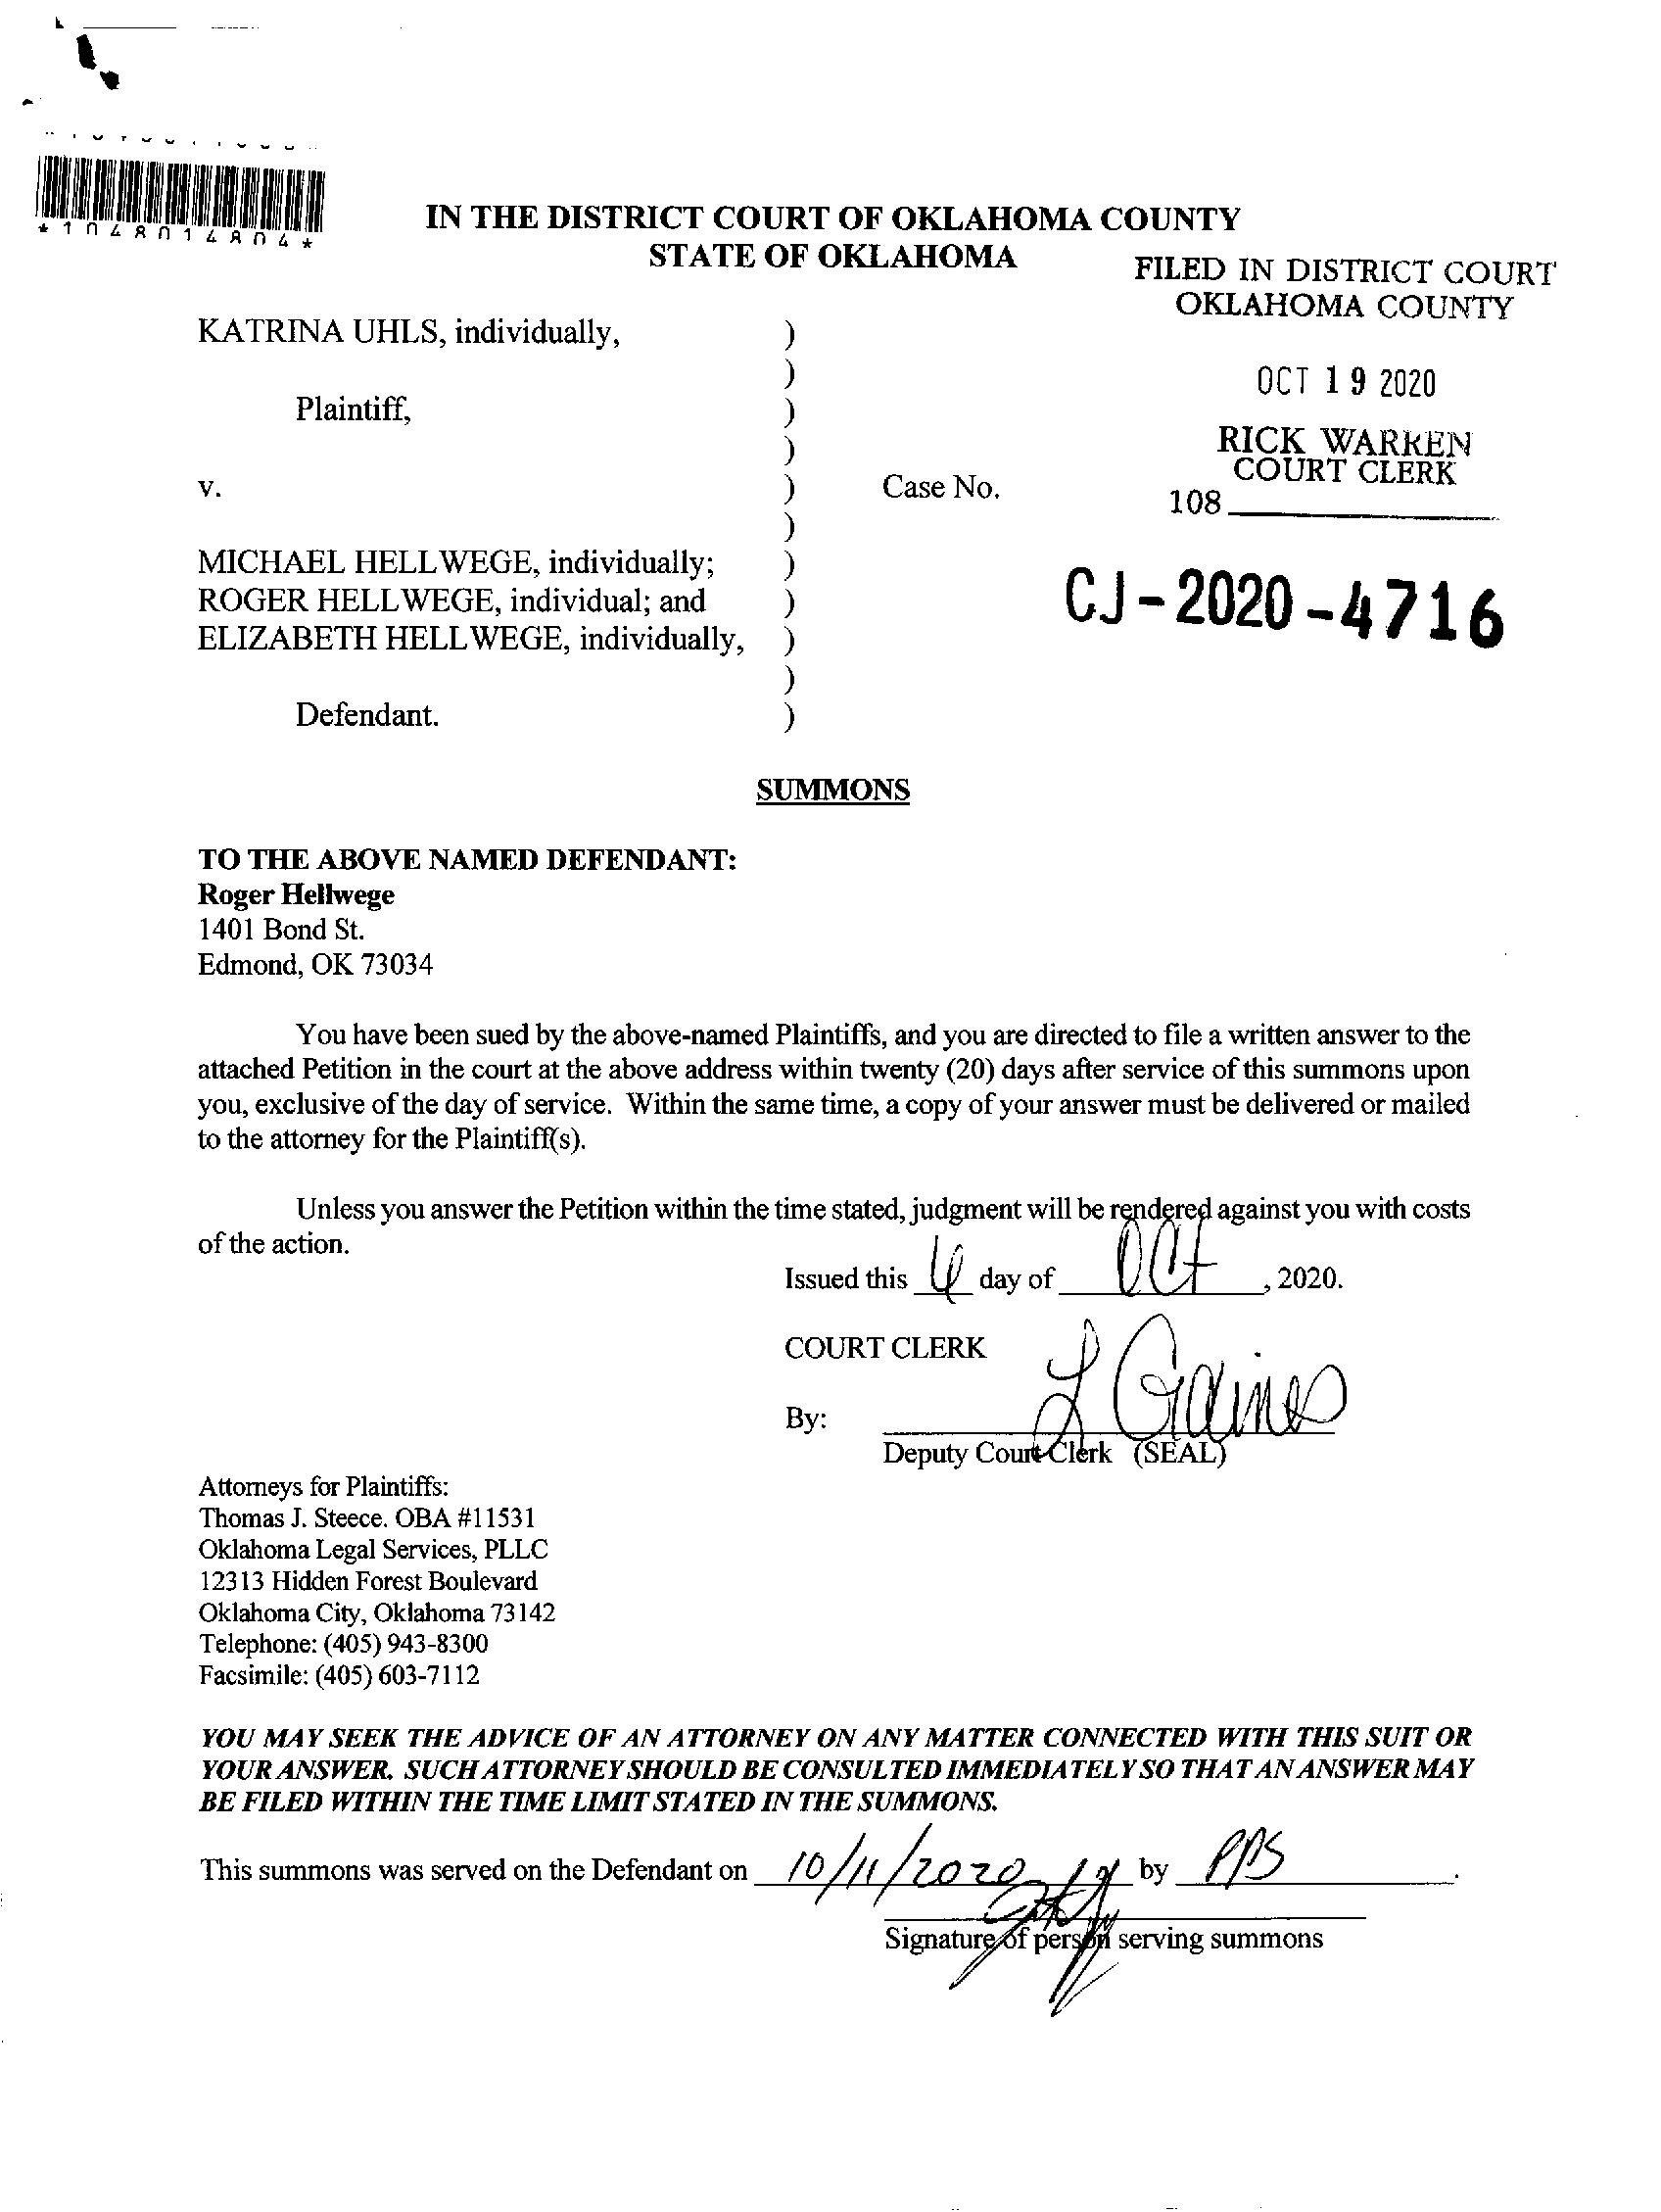 *1048014804*
IN THE DISTRICT COURT OF OKLAHOMA COUNTY
STATE OF OKLAHOMA
FILED IN DISTRICT COURT
OKLAHOMA COUNTY
KATRINA UHLS, individually, )
)
OCT 19 2020
Plaintiff, )
)
RICK WARREN
COURT CLERK
v. ) Case No.
108
)
MICHAEL HELLWEGE, individually; )
ROGER HELLWEGE, individual; and )
CJ-2020-4716
ELIZABETH HELLWEGE, individually, )
)
Defendant. )
SUMMONS
TO THE ABOVE NAMED DEFENDANT:
Roger Hellwege
1401 Bond St.
Edmond, OK 73034
You have been sued by the above-named Plaintiffs, and you are directed to file a written answer to the
attached Petition in the court at the above address within twenty (20) days after service of this summons upon
you, exclusive of the day of service. Within the same time, a copy of your answer must be delivered or mailed
to the attorney for the Plaintiff(s).
Unless you answer the Petition within the time stated, judgment will be rendered against you with costs
of the action.
Issued this 6 day of Oct, 2020.
COURT CLERK
By: L Gaines
Deputy Court Clerk (SEAL)
Attorneys for Plaintiffs:
Thomas J. Steece. OBA #11531
Oklahoma Legal Services, PLLC
12313 Hidden Forest Boulevard
Oklahoma City, Oklahoma 73142
Telephone: (405) 943-8300
Facsimile: (405) 603-7112
YOU MAY SEEK THE ADVICE OF AN ATTORNEY ON ANY MATTER CONNECTED WITH THIS SUIT OR
YOUR ANSWER. SUCH ATTORNEY SHOULD BE CONSULTED IMMEDIATELY SO THAT AN ANSWER MAY
BE FILED WITHIN THE TIME LIMIT STATED IN THE SUMMONS.
This summons was served on the Defendant on 10/11/2020 by PPS.
Signature of person serving summons